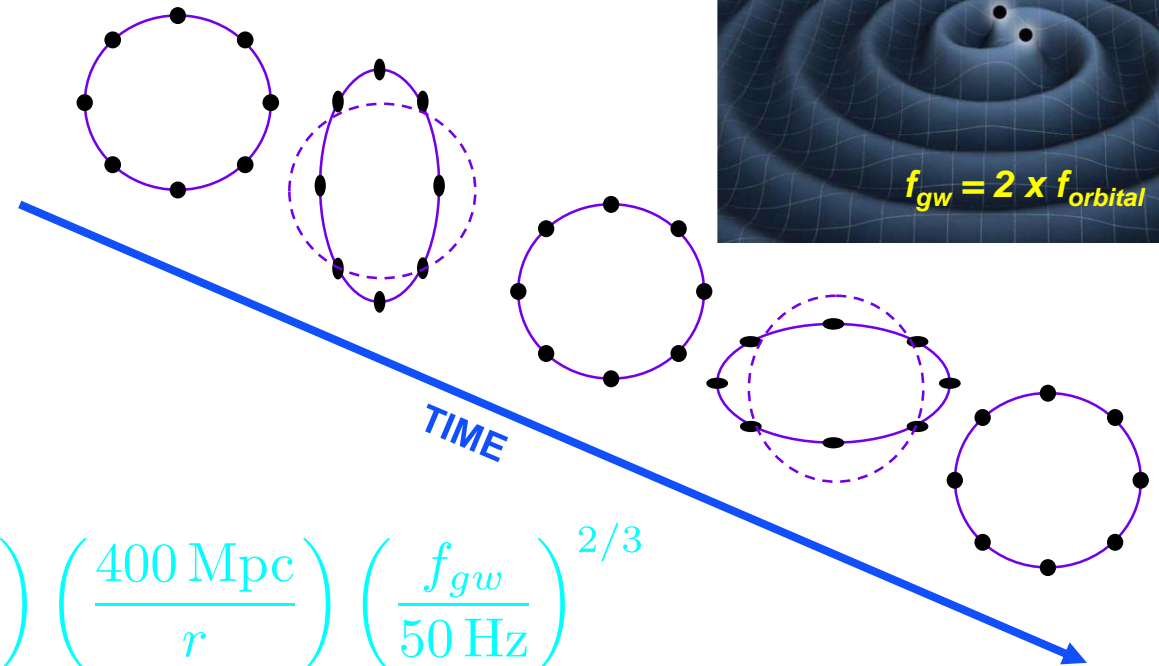 f_gw = 2 x f_orbital
TIME
) (400 Mpc / r) (f_gw / 50 Hz)^2/3